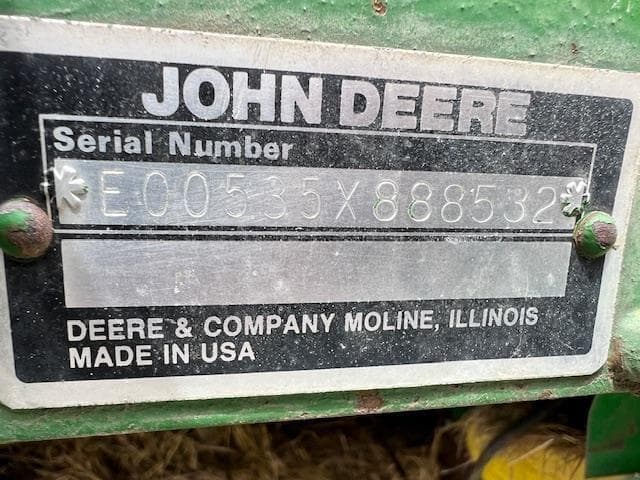 JOHN DEERE
Serial Number
E00535X888532
DEERE & COMPANY MOLINE, ILLINOIS
MADE IN USA